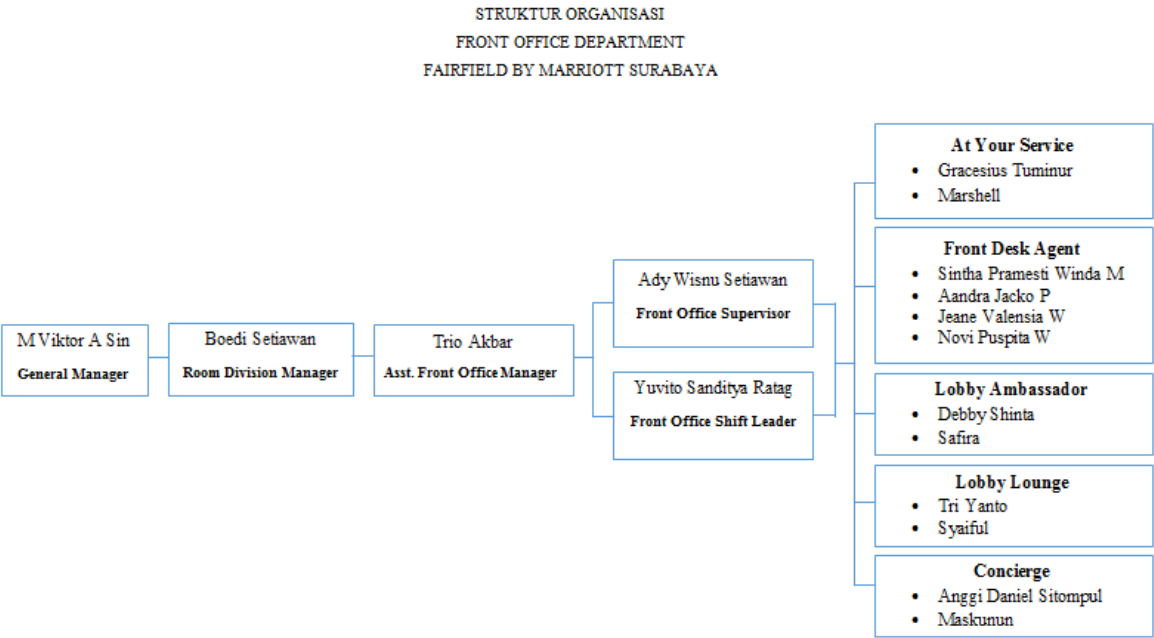 STRUKTUR ORGANISASI
FRONT OFFICE DEPARTMENT
FAIRFIELD BY MARRIOTT SURABAYA
M Viktor A Sin
General Manager
Boedi Setiawan
Room Division Manager
Trio Akbar
Asst. Front Office Manager
Ady Wisnu Setiawan
Front Office Supervisor
Yuvito Sanditya Ratag
Front Office Shift Leader
At Your Service
• Gracesius Tuminur
• Marshell
Front Desk Agent
• Sintha Pramesti Winda M
• Aandra Jacko P
• Jeane Valensia W
• Novi Puspita W
Lobby Ambassador
• Debby Shinta
• Safira
Lobby Lounge
• Tri Yanto
• Syaiful
Concierge
• Anggi Daniel Sitompul
• Maskunun